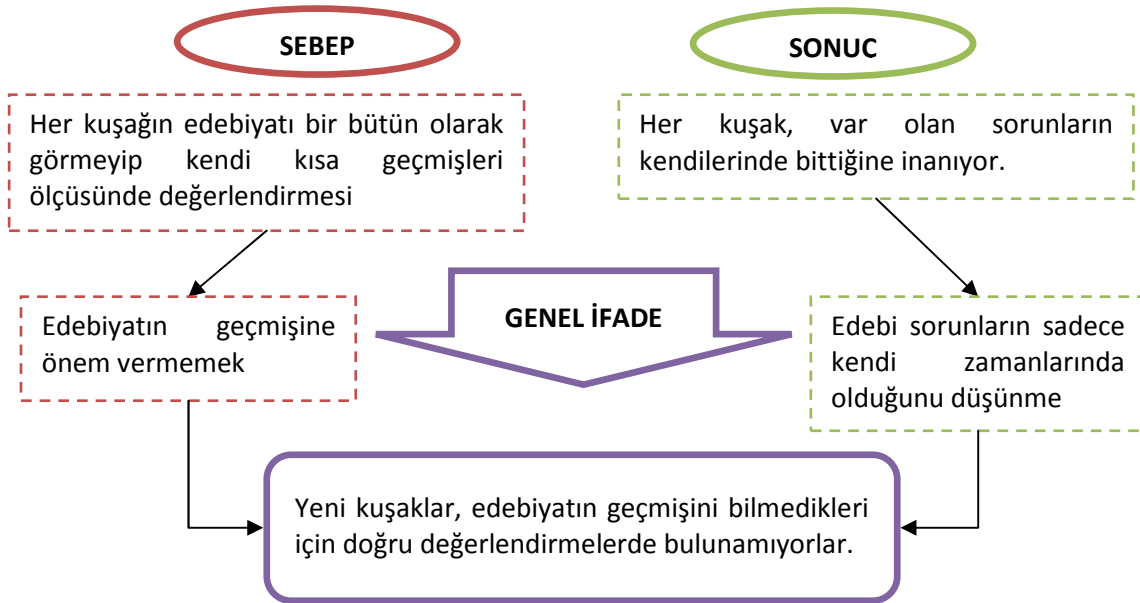 SEBEP
SONUC
Her kuşağın edebiyatı bir bütün olarak
görmeyip kendi kısa geçmişleri
ölçüsünde değerlendirmesi
Her kuşak, var olan sorunların
kendilerinde bittiğine inanıyor.
GENEL İFADE
Edebiyatın geçmişine
önem vermemek
Edebi sorunların sadece
kendi zamanlarında
olduğunu düşünme
Yeni kuşaklar, edebiyatın geçmişini bilmedikleri
için doğru değerlendirmelerde bulunamıyorlar.